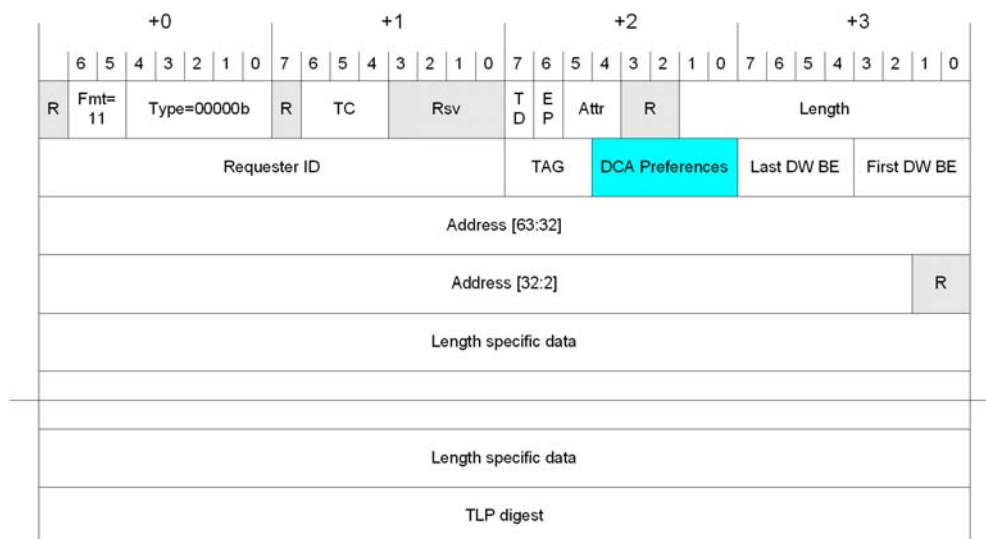 +0 +1 +2 +3
6 5 4 3 2 1 0 7 6 5 4 3 2 1 0 7 6 5 4 3 2 1 0 7 6 5 4 3 2 1 0
R Fmt= 11 Type=00000b R TC Rsv TD EP Attr R Length
Requester ID TAG DCA Preferences Last DW BE First DW BE
Address [63:32]
Address [32:2] R
Length specific data
Length specific data
TLP digest